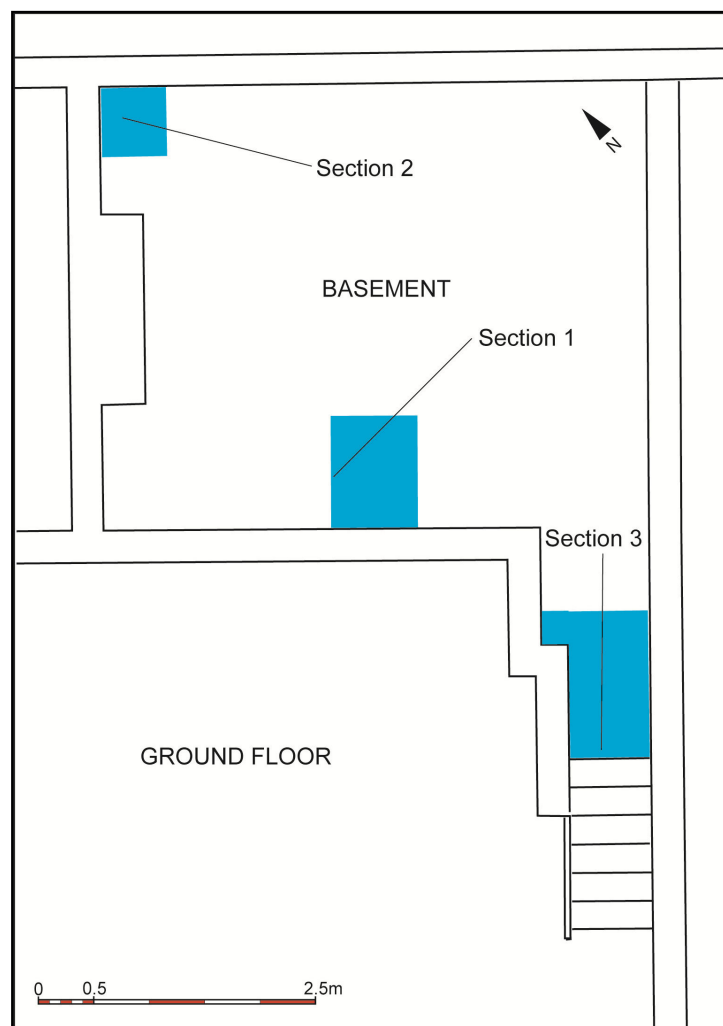 Section 2
N
BASEMENT
Section 1
Section 3
GROUND FLOOR
0 0.5 2.5m